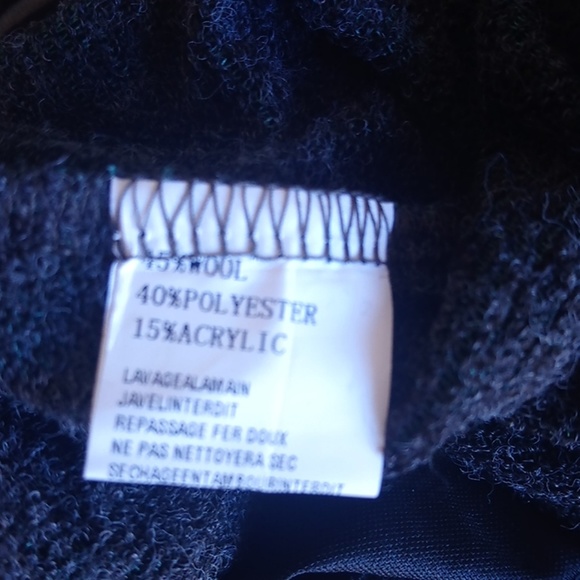 45%WOOL
40%POLYESTER
15%ACRYLIC
LAVAGEALAMAIN
JAVELINTERDIT
REPASSAGE FER DOUX
NE PAS NETTOYERA SEC
SECHAGEENTAMBOURINTERDIT